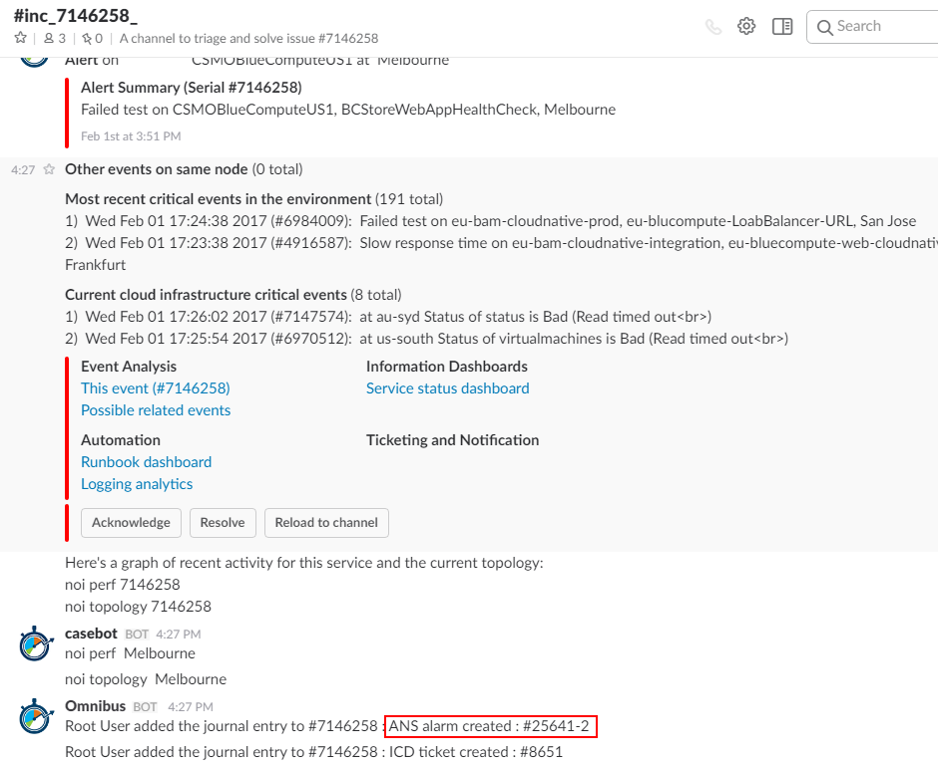 #inc_7146258_
3 0 A channel to triage and solve issue #7146258
Search
Alert on CSMOBlueComputeUS1 at Melbourne
Alert Summary (Serial #7146258)
Failed test on CSMOBlueComputeUS1, BCStoreWebAppHealthCheck, Melbourne
Feb 1st at 3:51 PM
4:27 Other events on same node (0 total)
Most recent critical events in the environment (191 total)
1) Wed Feb 01 17:24:38 2017 (#6984009): Failed test on eu-bam-cloudnative-prod, eu-blucompute-LoabBalancer-URL, San Jose
2) Wed Feb 01 17:23:38 2017 (#4916587): Slow response time on eu-bam-cloudnative-integration, eu-bluecompute-web-cloudnati
Frankfurt
Current cloud infrastructure critical events (8 total)
1) Wed Feb 01 17:26:02 2017 (#7147574): at au-syd Status of status is Bad (Read timed out<br>)
2) Wed Feb 01 17:25:54 2017 (#6970512): at us-south Status of virtualmachines is Bad (Read timed out<br>)
Event Analysis
This event (#7146258)
Possible related events
Information Dashboards
Service status dashboard
Automation
Runbook dashboard
Logging analytics
Ticketing and Notification
Acknowledge Resolve Reload to channel
Here's a graph of recent activity for this service and the current topology:
noi perf 7146258
noi topology 7146258
casebot BOT 4:27 PM
noi perf Melbourne
noi topology Melbourne
Omnibus BOT 4:27 PM
Root User added the journal entry to #7146258 : ANS alarm created : #25641-2
Root User added the journal entry to #7146258 : ICD ticket created : #8651